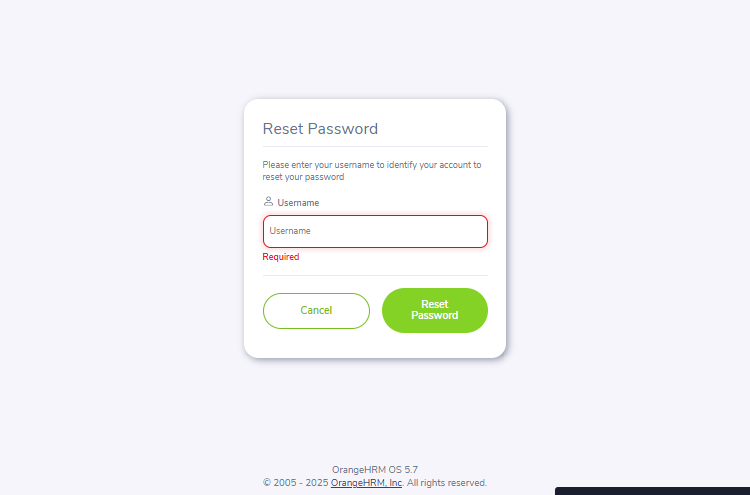 Reset Password
Please enter your username to identify your account to
reset your password
Username
Username
Required
Cancel
Reset
Password
OrangeHRM OS 5.7
© 2005 - 2025 OrangeHRM, Inc. All rights reserved.